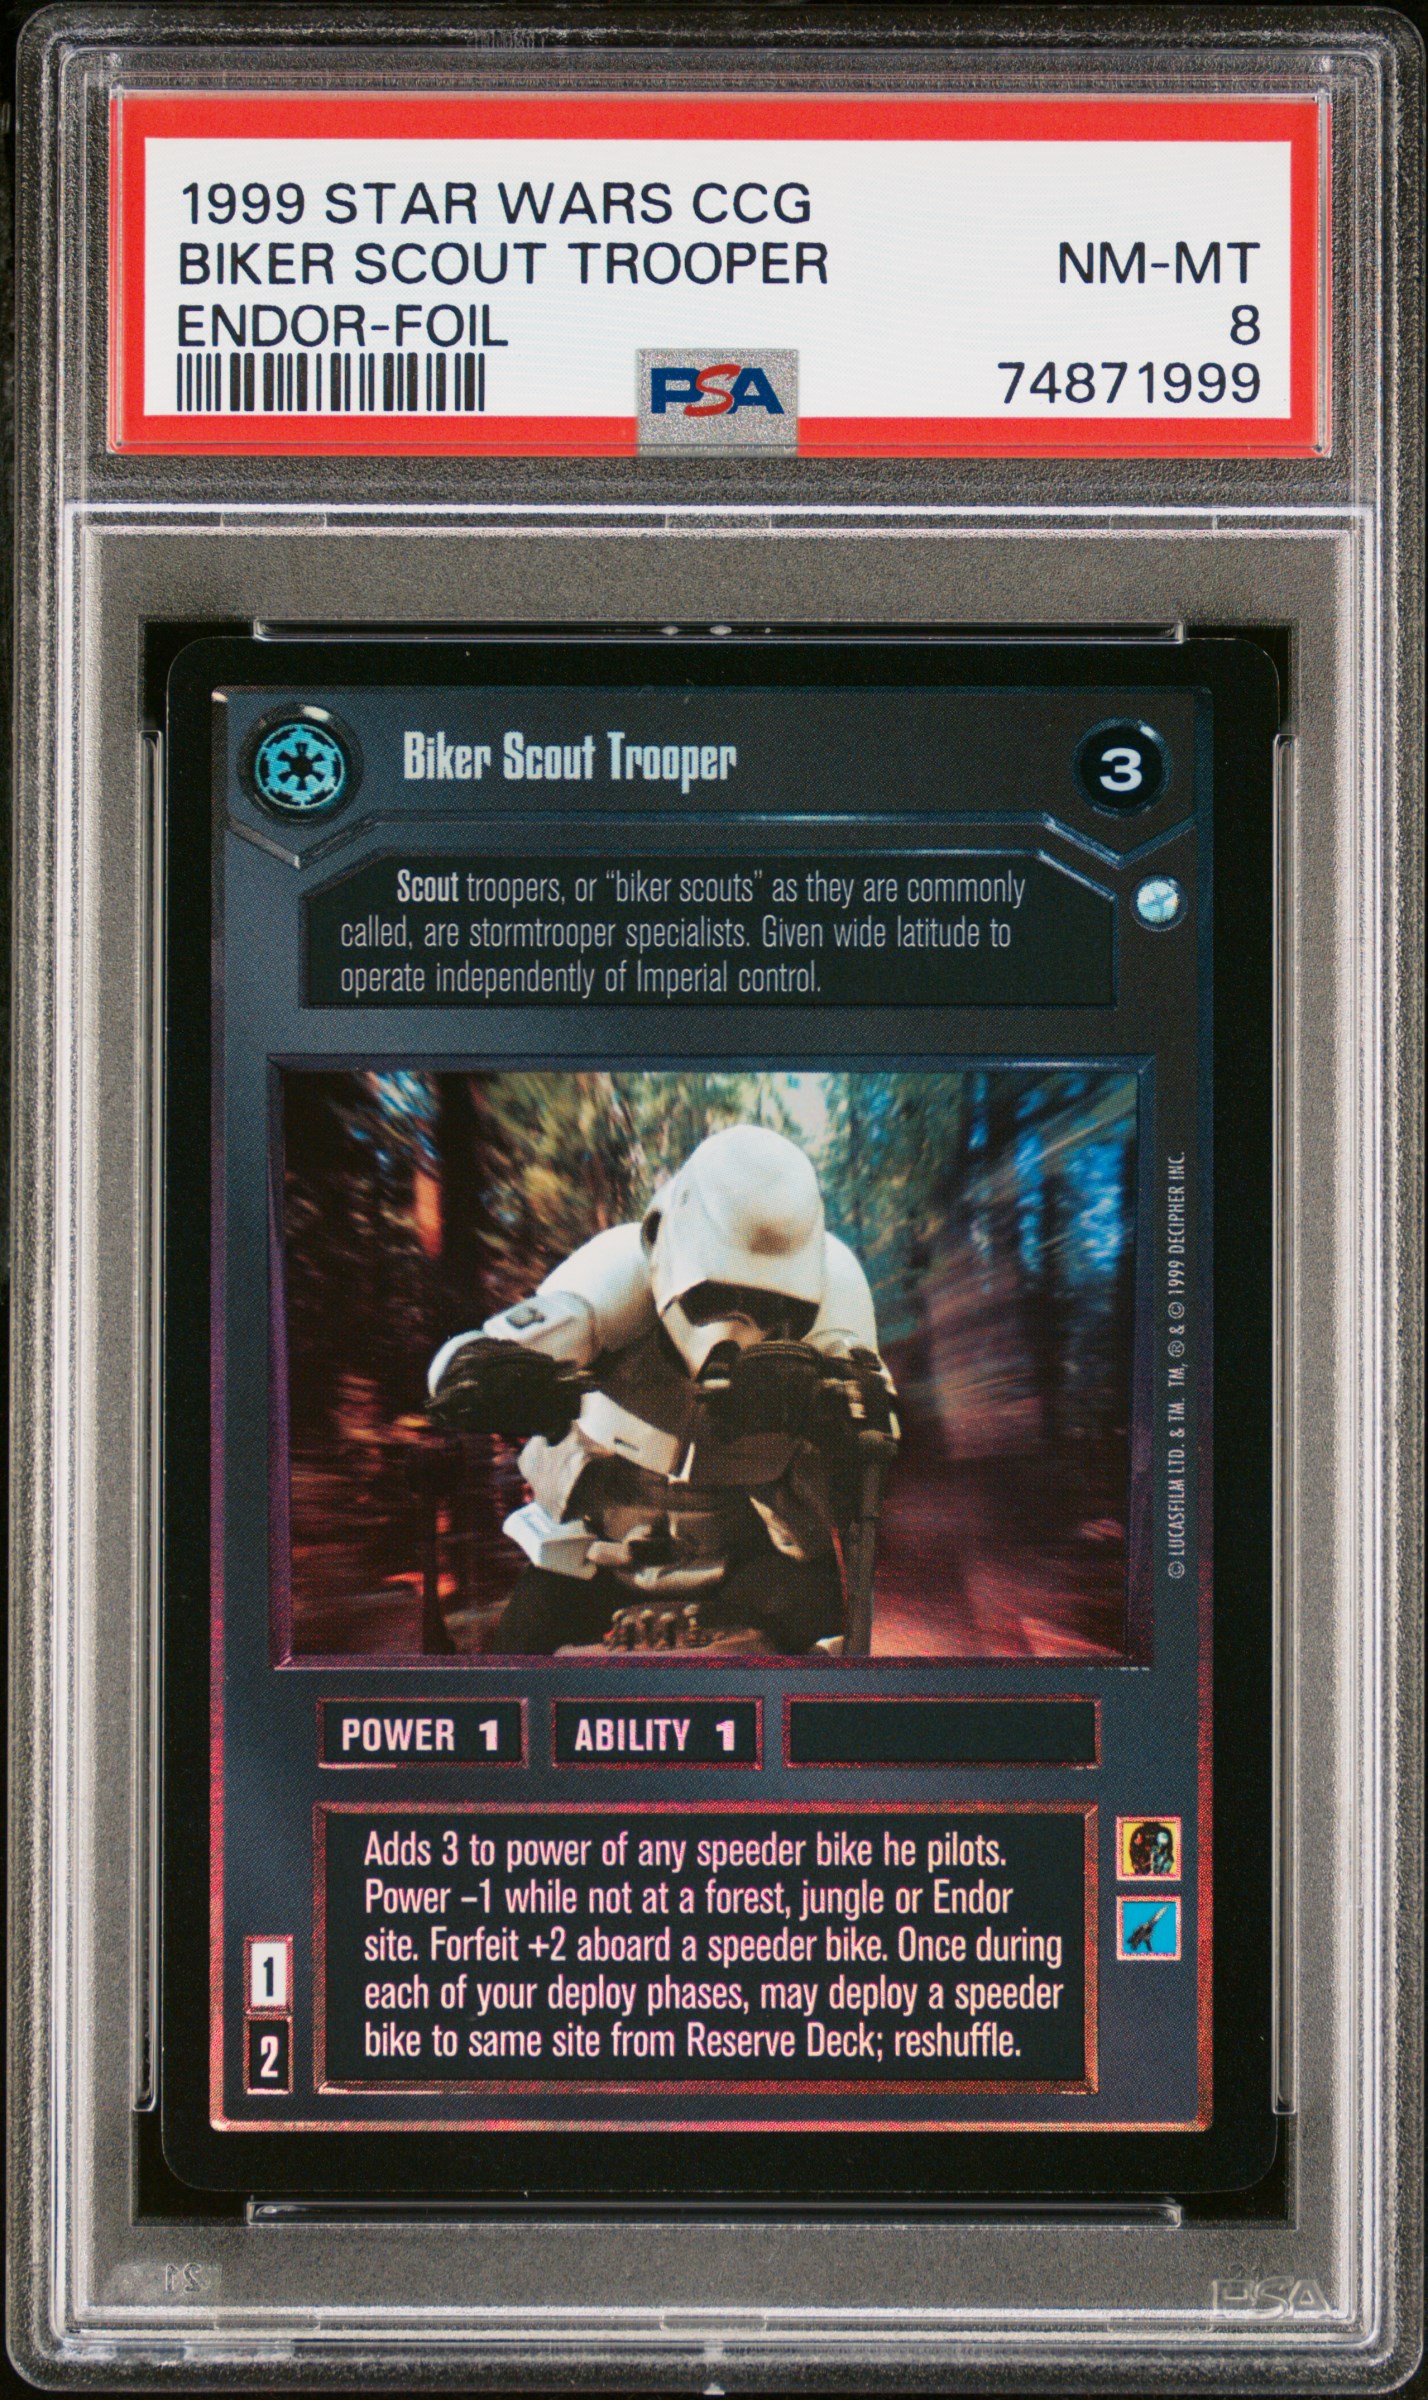 1999 STAR WARS CCG
BIKER SCOUT TROOPER NM-MT
ENDOR-FOIL 8
PSA 74871999
Biker Scout Trooper 3
Scout troopers, or “biker scouts” as they are commonly
called, are stormtrooper specialists. Given wide latitude to
operate independently of Imperial control.
© LUCASFILM LTD. & TM. TM, ® & © 1999 DECIPHER INC.
POWER 1 ABILITY 1
Adds 3 to power of any speeder bike he pilots.
Power –1 while not at a forest, jungle or Endor
site. Forfeit +2 aboard a speeder bike. Once during
each of your deploy phases, may deploy a speeder
bike to same site from Reserve Deck; reshuffle.
1
2
21
PSA